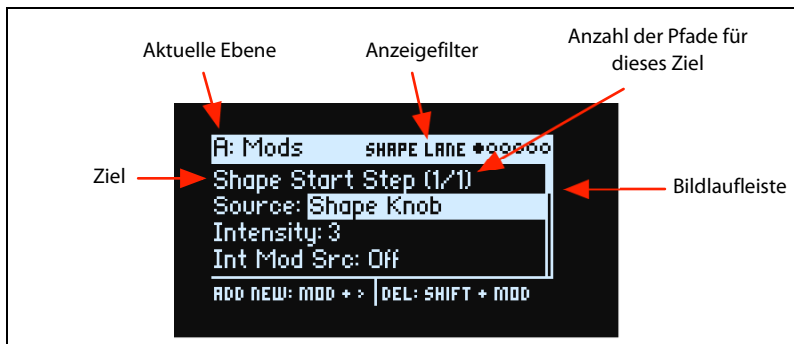 Aktuelle Ebene
Anzeigefilter
Anzahl der Pfade für
dieses Ziel
A: Mods SHAPE LANE
Ziel
Shape Start Step (1/1)
Bildlaufleiste
Source: Shape Knob
Intensity: 3
Int Mod Src: Off
ADD NEW: MOD + > DEL: SHIFT + MOD